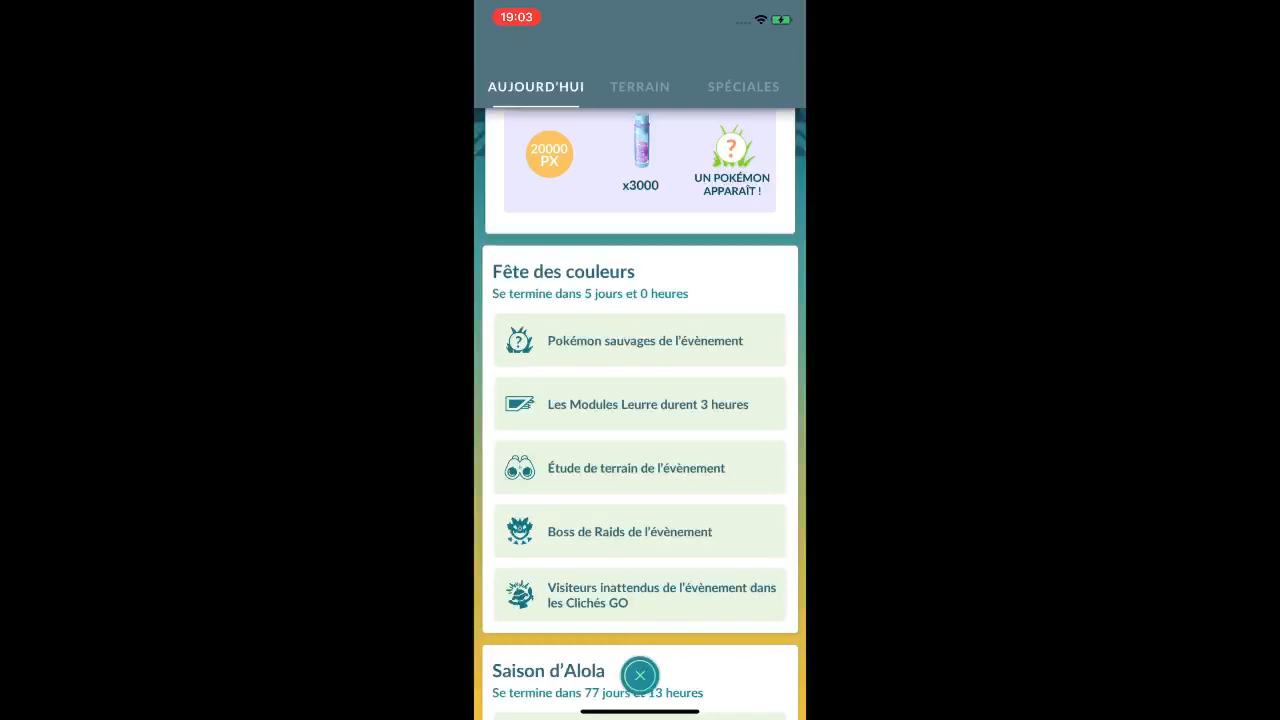 19:03
AUJOURD'HUI TERRAIN SPÉCIALES
20000
PX
x3000
UN POKÉMON
APPARAÎT !
?
Fête des couleurs
Se termine dans 5 jours et 0 heures
? Pokémon sauvages de l'évènement
Les Modules Leurre durent 3 heures
Étude de terrain de l'évènement
Boss de Raids de l'évènement
Visiteurs inattendus de l'évènement dans
les Clichés GO
Saison d'Alola
Se termine dans 77 jours et 13 heures